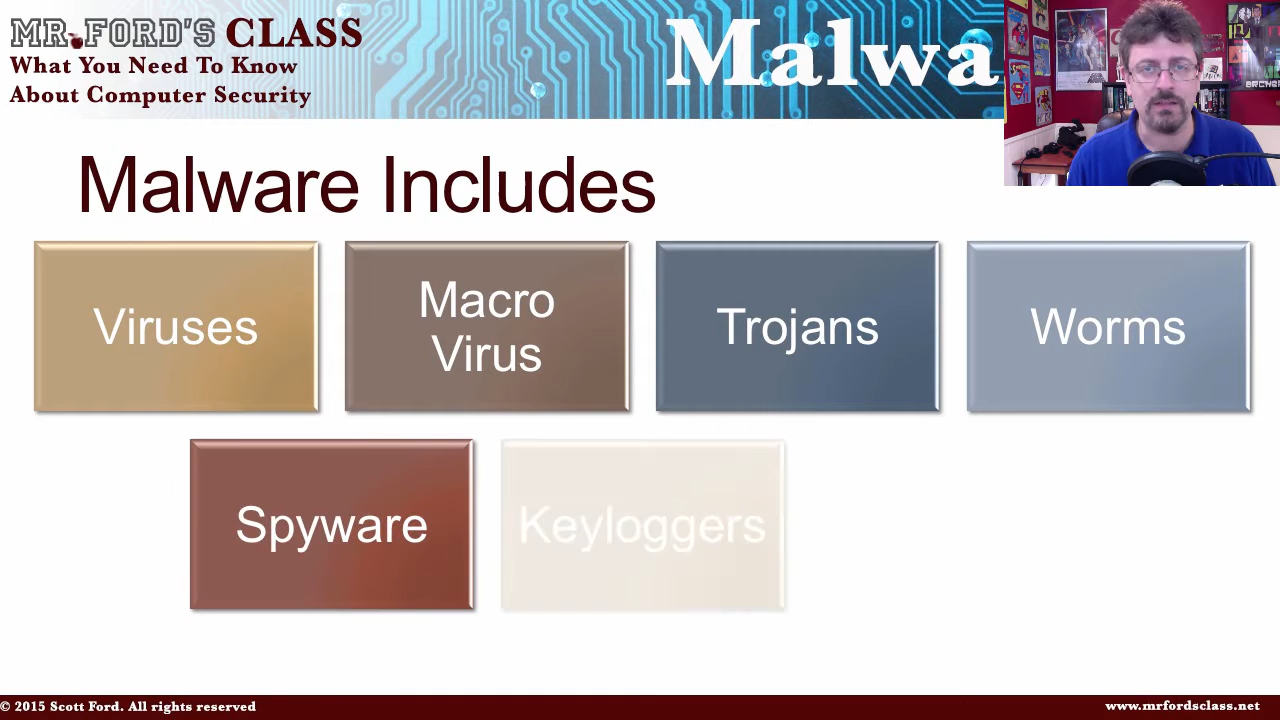 MR. FORD'S CLASS
What You Need To Know
About Computer Security
Malwa
ARCHER
Malware Includes
Viruses
Macro
Virus
Trojans
Worms
Spyware
Keyloggers
© 2015 Scott Ford. All rights reserved
www.mrfordsclass.net